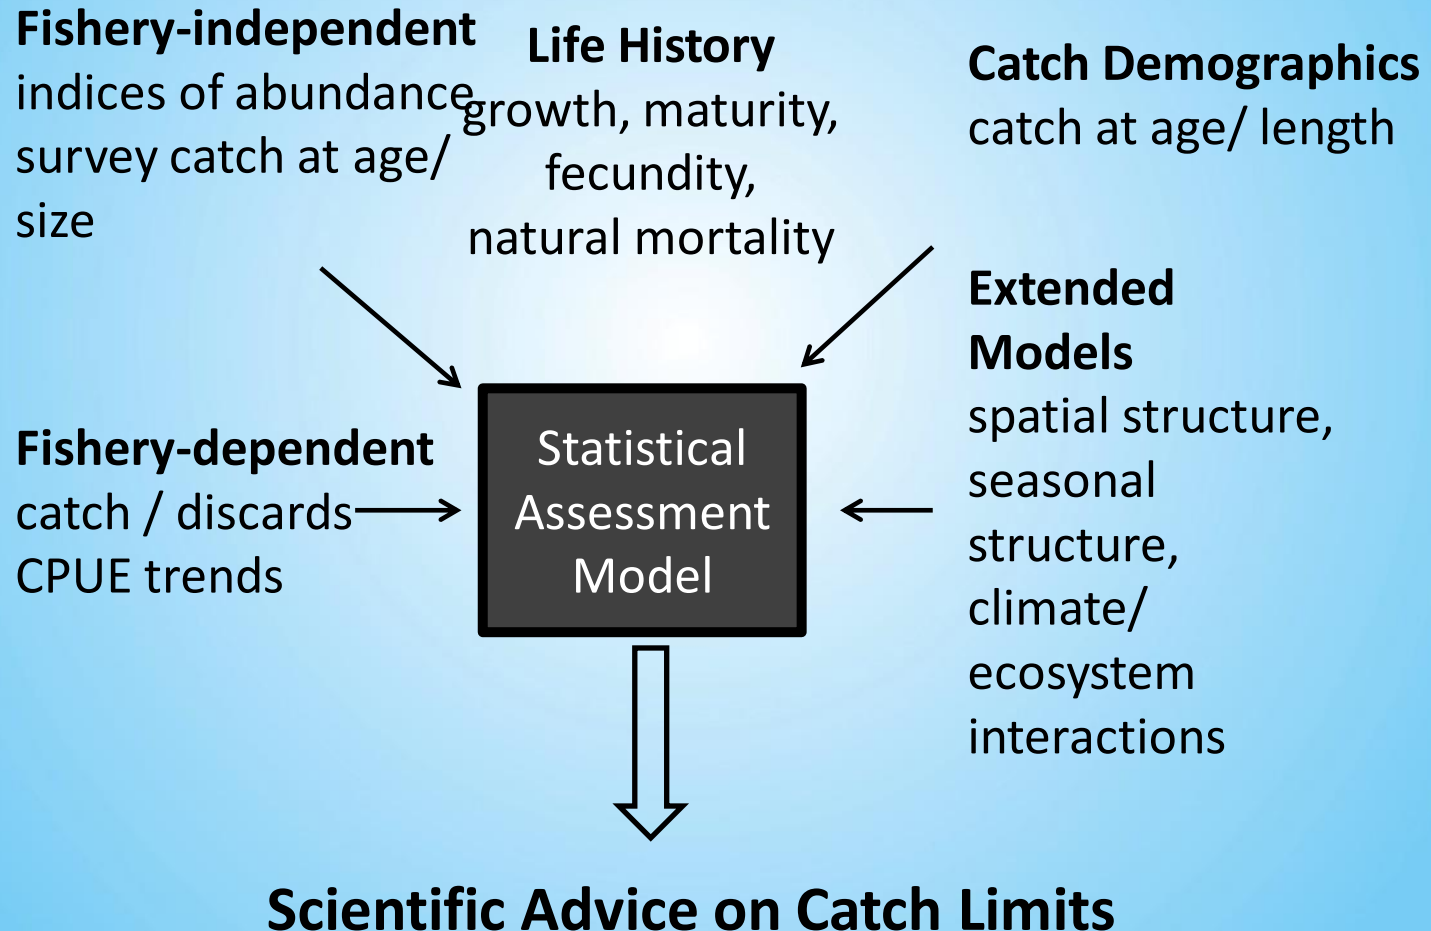 Fishery-independent
indices of abundance
survey catch at age/
size
Life History
growth, maturity,
fecundity,
natural mortality
Catch Demographics
catch at age/ length
Extended
Models
spatial structure,
seasonal
structure,
climate/
ecosystem
interactions
Fishery-dependent
catch / discards
CPUE trends
Statistical
Assessment
Model
Scientific Advice on Catch Limits